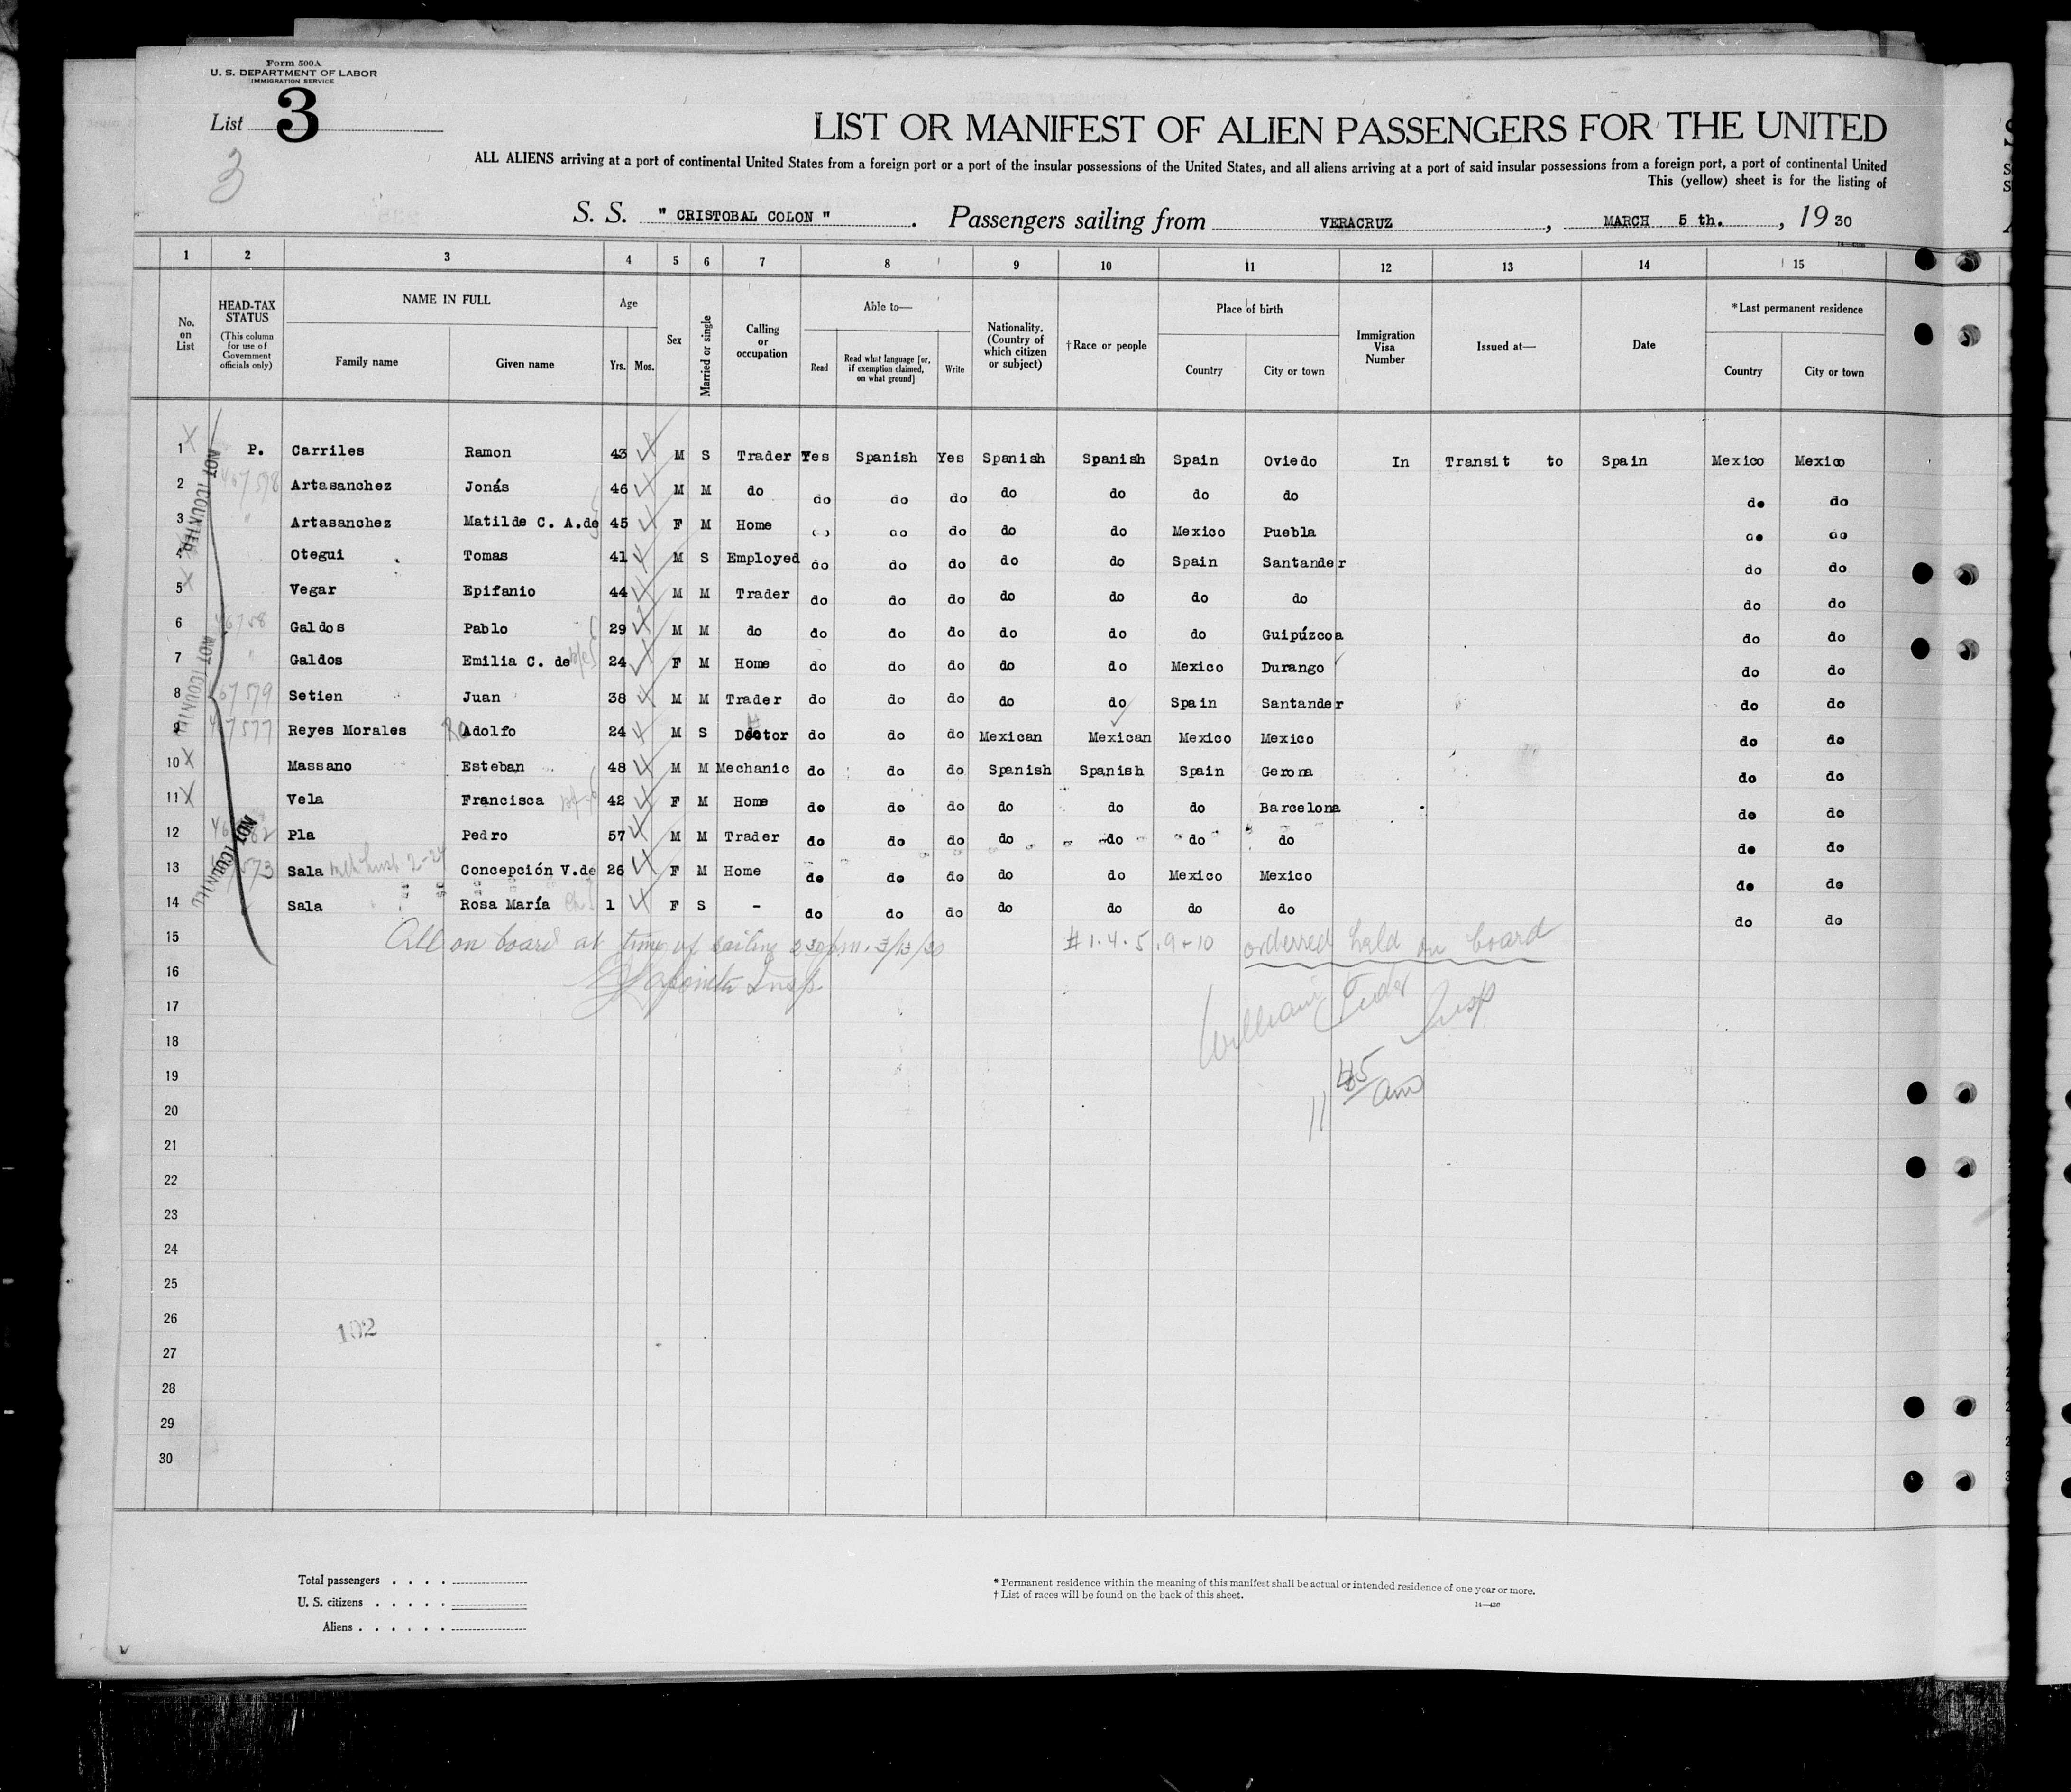 Form 500A
U. S. DEPARTMENT OF LABOR
IMMIGRATION SERVICE
List 3
3
LIST OR MANIFEST OF ALIEN PASSENGERS FOR THE UNITED
ALL ALIENS arriving at a port of continental United States from a foreign port or a port of the insular possessions of the United States, and all aliens arriving at a port of said insular possessions from a foreign port, a port of continental United
This (yellow) sheet is for the listing of
S. S. " CRISTOBAL COLON ". Passengers sailing from VERACRUZ, MARCH 5 th., 19 30
1 2 3 4 5 6 7 8 9 10 11 12 13 14 15
No. on List
HEAD-TAX STATUS (This column for use of Government officials only)
NAME IN FULL
Family name Given name
Age
Yrs. Mos.
Sex
Married or single
Calling or occupation
Able to—
Read
Read what language [or, if exemption claimed, on what ground]
Write
Nationality. (Country of which citizen or subject)
†Race or people
Place of birth
Country City or town
Immigration Visa Number
Issued at—
Date
*Last permanent residence
Country City or town
1 P. Carriles Ramon 43 M S Trader Yes Spanish Yes Spanish Spanish Spain Oviedo In Transit to Spain Mexico Mexico
2 Artasanchez Jonás 46 M M do do do do do do do do do do
3 Artasanchez Matilde C. A.de 45 F M Home do do do do do Mexico Puebla do do
4 Otegui Tomas 41 M S Employed do do do do do Spain Santander do do
5 Vegar Epifanio 44 M M Trader do do do do do do do do do
6 Galdos Pablo 29 M M do do do do do do do Guipúzcoa do do
7 Galdos Emilia C. de 24 F M Home do do do do do Mexico Durango do do
8 67579 Setien Juan 38 M M Trader do do do do do Spain Santander do do
9 Reyes Morales Adolfo 24 M S Doctor do do do Mexican Mexican Mexico Mexico do do
10 Massano Esteban 48 M M Mechanic do do do Spanish Spanish Spain Gerona do do
11 Vela Francisca 42 F M Home do do do do do do Barcelona do do
12 Pla Pedro 57 M M Trader do do do do do do do do do
13 Sala Concepción V.de 26 F M Home do do do do do Mexico Mexico do do
14 Sala Rosa María 1 F S - do do do do do do do do do
15 All on board at time of sailing 2 30 p.m. 3/13/30 # 1. 4. 5. 9 + 10 orderred held on board
16 Insp.
17 William Tudor Insp
18
19 11 45 am
20
21
22
23
24
25
26 102
27
28
29
30
Total passengers
U. S. citizens
Aliens
* Permanent residence within the meaning of this manifest shall be actual or intended residence of one year or more.
† List of races will be found on the back of this sheet.